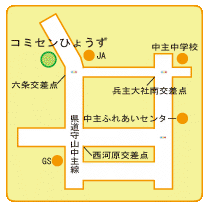 コミセンひょうず
中主中学校
JA
六条交差点
兵主大社前交差点
中主ふれあいセンター
県道守山中主線
西河原交差点
GS